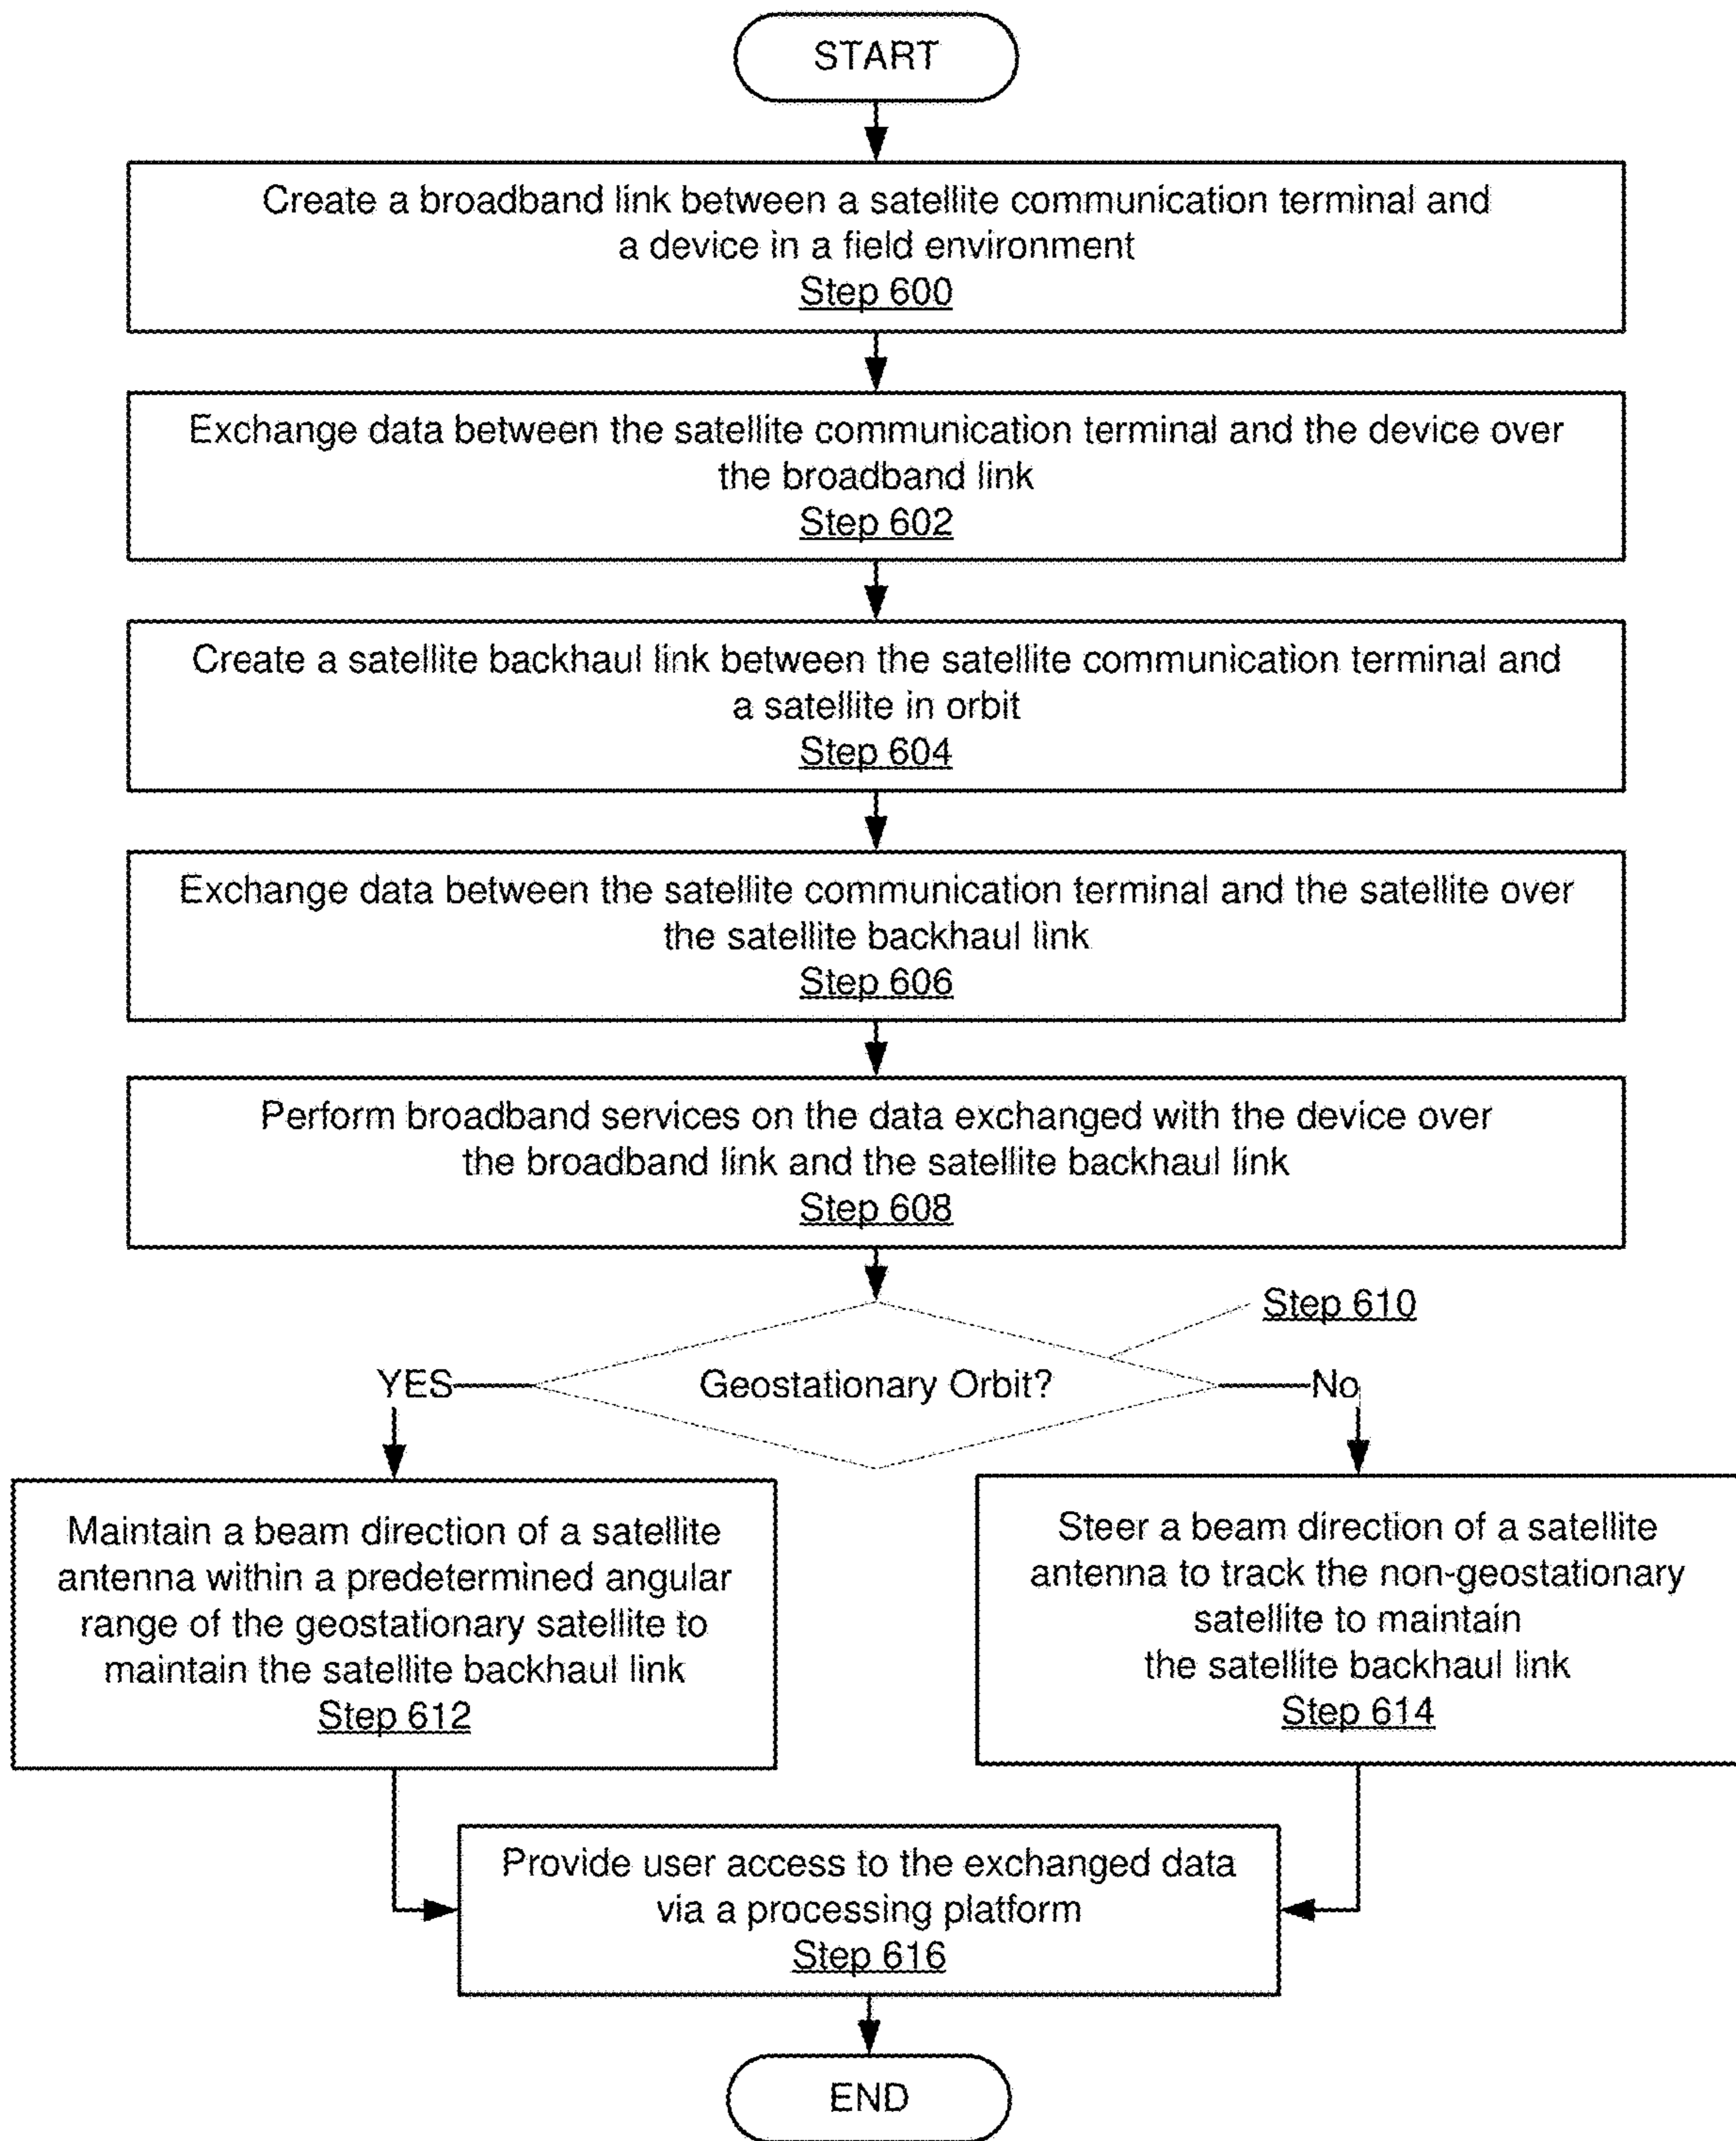 START
Create a broadband link between a satellite communication terminal and
a device in a field environment
Step 600
Exchange data between the satellite communication terminal and the device over
the broadband link
Step 602
Create a satellite backhaul link between the satellite communication terminal and
a satellite in orbit
Step 604
Exchange data between the satellite communication terminal and the satellite over
the satellite backhaul link
Step 606
Perform broadband services on the data exchanged with the device over
the broadband link and the satellite backhaul link
Step 608
Step 610
YES
Geostationary Orbit?
No
Maintain a beam direction of a satellite
antenna within a predetermined angular
range of the geostationary satellite to
maintain the satellite backhaul link
Step 612
Steer a beam direction of a satellite
antenna to track the non-geostationary
satellite to maintain
the satellite backhaul link
Step 614
Provide user access to the exchanged data
via a processing platform
Step 616
END